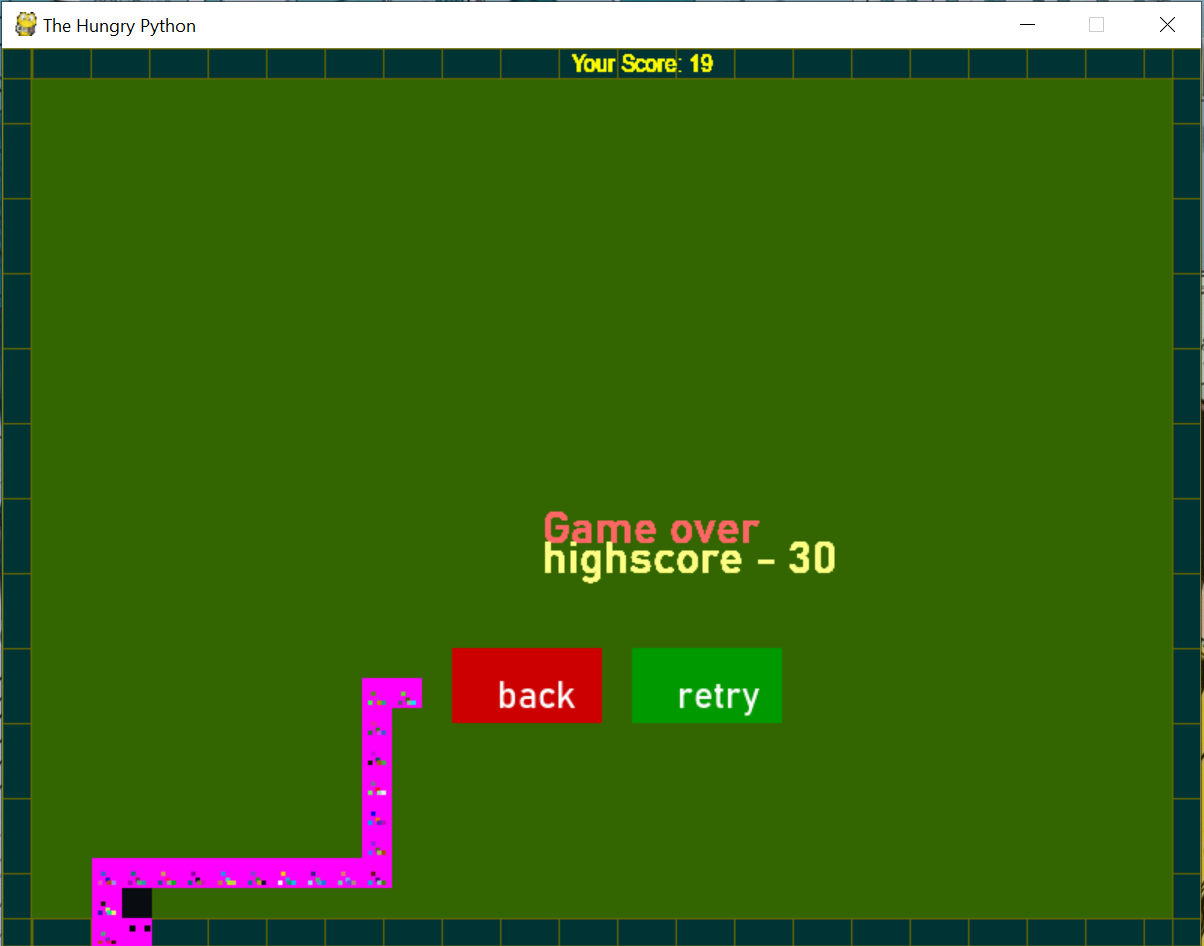 The Hungry Python
Your Score: 19
Game over
highscore - 30
back
retry